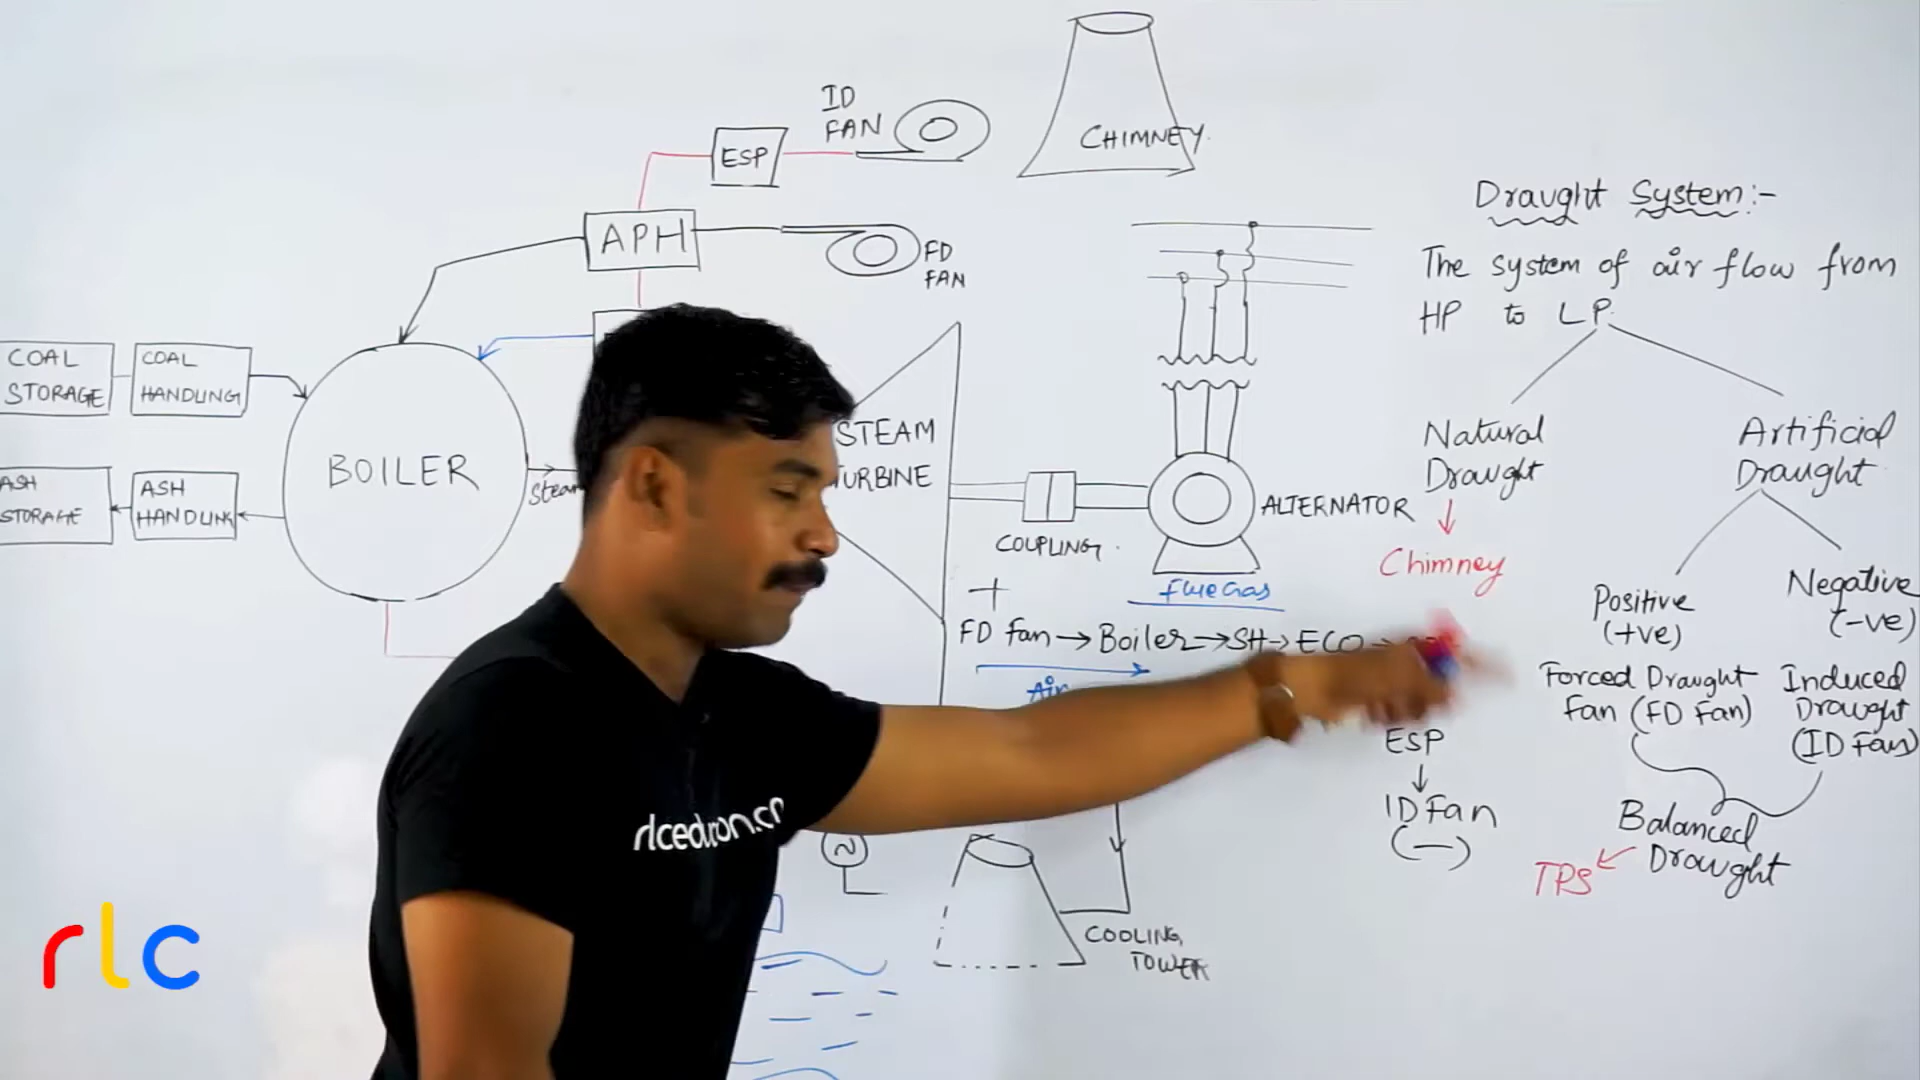 ID
FAN
ESP
CHIMNEY
APH
FD
FAN
COAL
STORAGE
COAL
HANDLING
ASH
STORAGE
ASH
HANDLING
BOILER
STEAM
TURBINE
COUPLING
ALTERNATOR
Flue Gas
+
FD Fan → Boiler → SH → ECO →
Air
ESP
↓
ID Fan
(—)
COOLING
TOWER
Draught System:-
The system of air flow from
HP to LP.
Natural
Draught
↓
Chimney
Artificial
Draught
Positive
(+ve)
Negative
(-ve)
Forced Draught
Fan (FD Fan)
Induced
Draught
(ID Fan)
Balanced
Draught
TPS
rlc